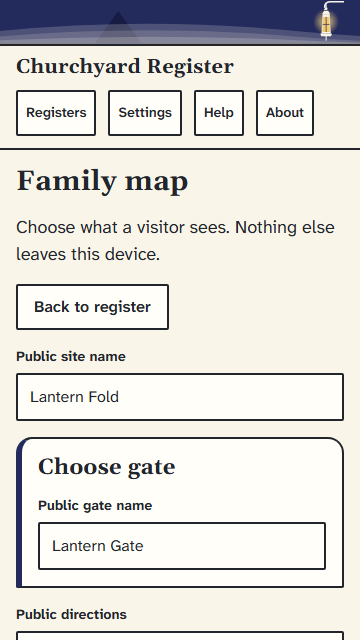 Churchyard Register
Registers
Settings
Help
About
Family map
Choose what a visitor sees. Nothing else
leaves this device.
Back to register
Public site name
Lantern Fold
Choose gate
Public gate name
Lantern Gate
Public directions